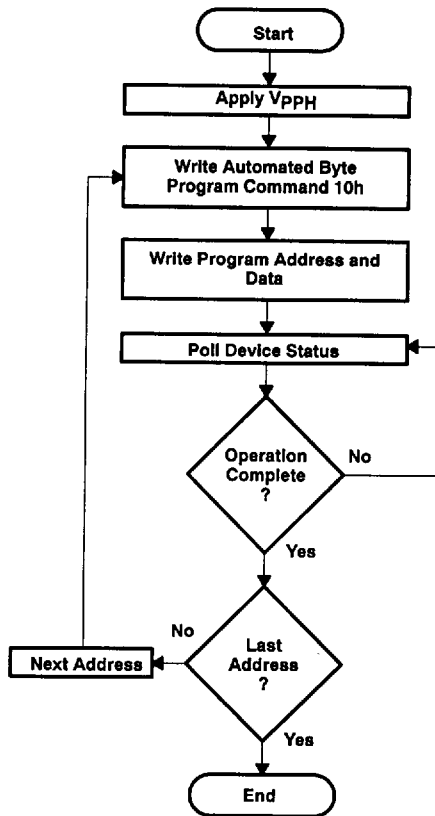 Start
Apply VPPH
Write Automated Byte
Program Command 10h
Write Program Address and
Data
Poll Device Status
Operation
Complete
?
No
Yes
No
Last
Address
?
Next Address
Yes
End